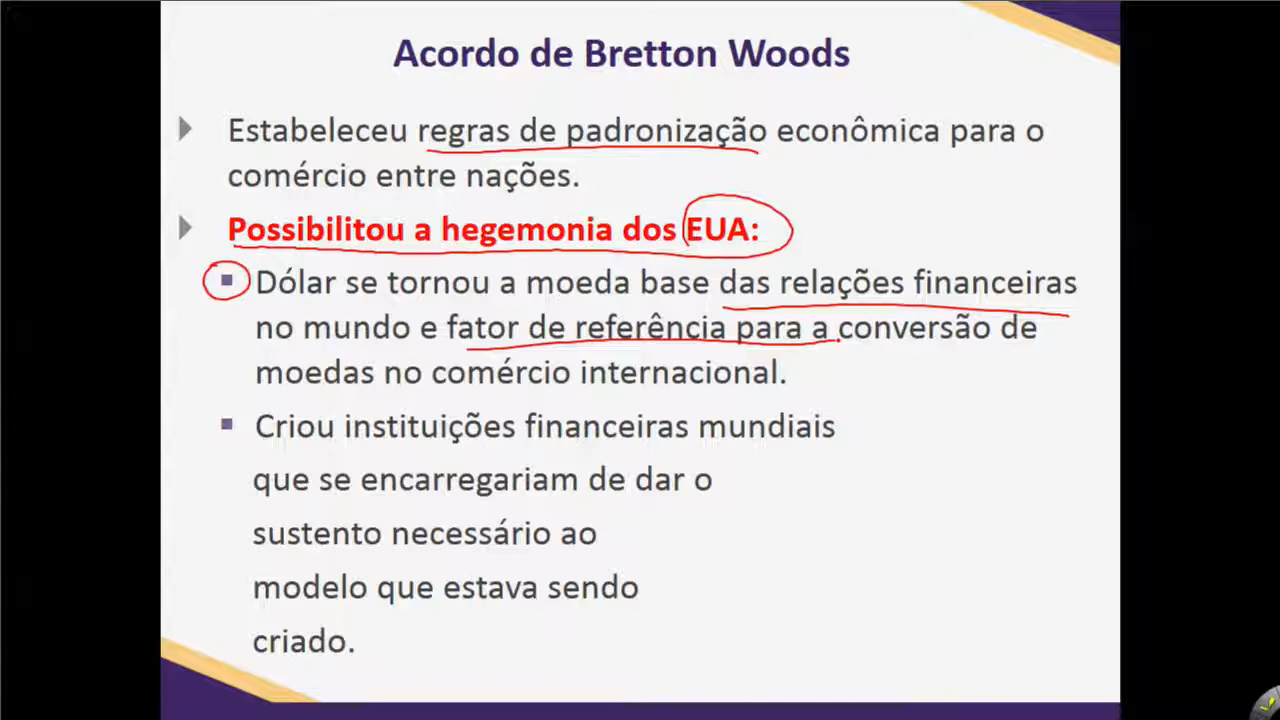 Acordo de Bretton Woods
Estabeleceu regras de padronização econômica para o
comércio entre nações.
Possibilitou a hegemonia dos EUA:
Dólar se tornou a moeda base das relações financeiras
no mundo e fator de referência para a conversão de
moedas no comércio internacional.
Criou instituições financeiras mundiais
que se encarregariam de dar o
sustento necessário ao
modelo que estava sendo
criado.